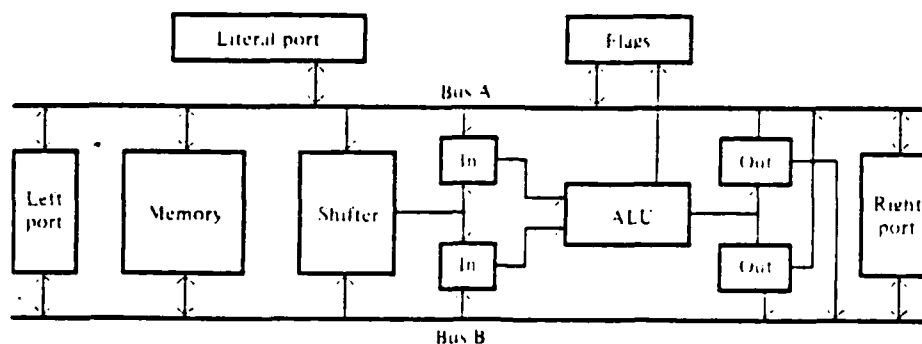 Literal port
Flags
Bus A
In
Out
Left
port
Memory
Shifter
ALU
Right
port
In
Out
Bus B